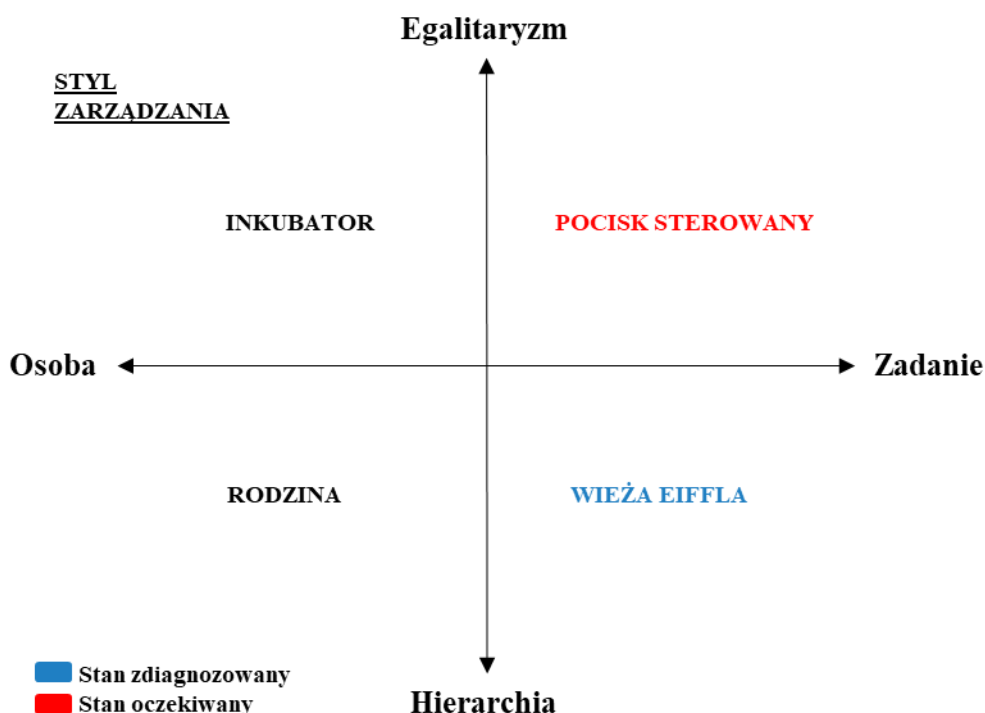 Egalitaryzm
STYL
ZARZĄDZANIA
INKUBATOR
POCISK STEROWANY
Osoba
Zadanie
RODZINA
WIEŻA EIFFLA
Stan zdiagnozowany
Stan oczekiwany
Hierarchia